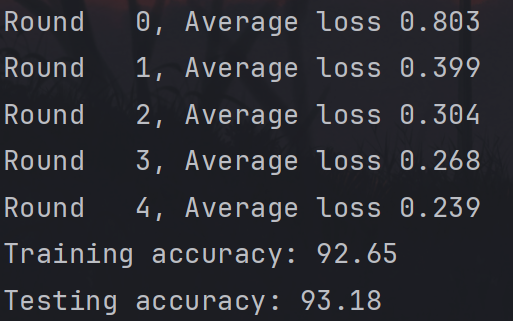 Round   0, Average loss 0.803
Round   1, Average loss 0.399
Round   2, Average loss 0.304
Round   3, Average loss 0.268
Round   4, Average loss 0.239
Training accuracy: 92.65
Testing accuracy: 93.18